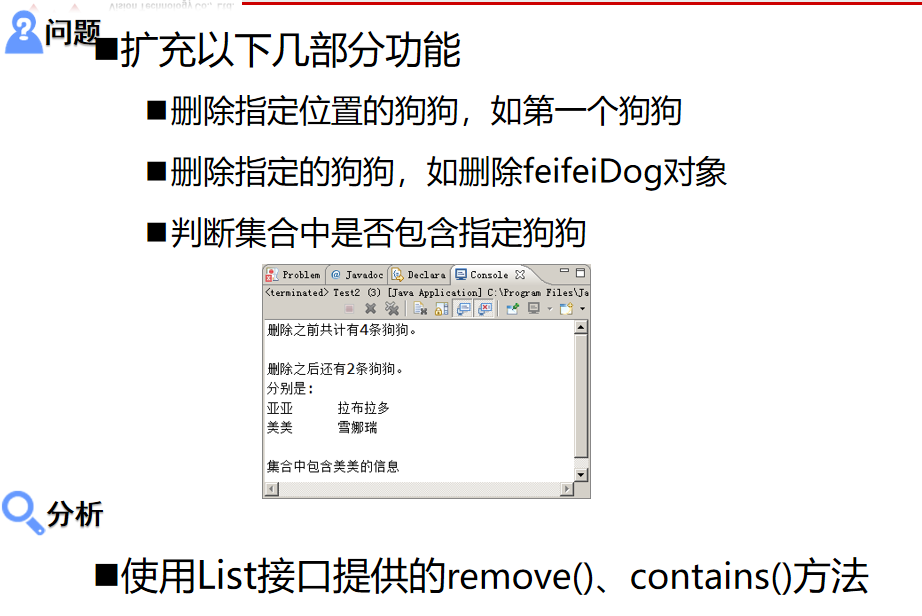 Vision Technology Co., Ltd.
问题
■扩充以下几部分功能
■删除指定位置的狗狗，如第一个狗狗
■删除指定的狗狗，如删除feifeiDog对象
■判断集合中是否包含指定狗狗
Problem @ Javadoc Declara Console
<terminated> Test2 (3) [Java Application] C:\Program Files\Ja
删除之前共计有4条狗狗。
删除之后还有2条狗狗。
分别是：
亚亚 拉布拉多
美美 雪娜瑞
集合中包含美美的信息
分析
■使用List接口提供的remove()、contains()方法